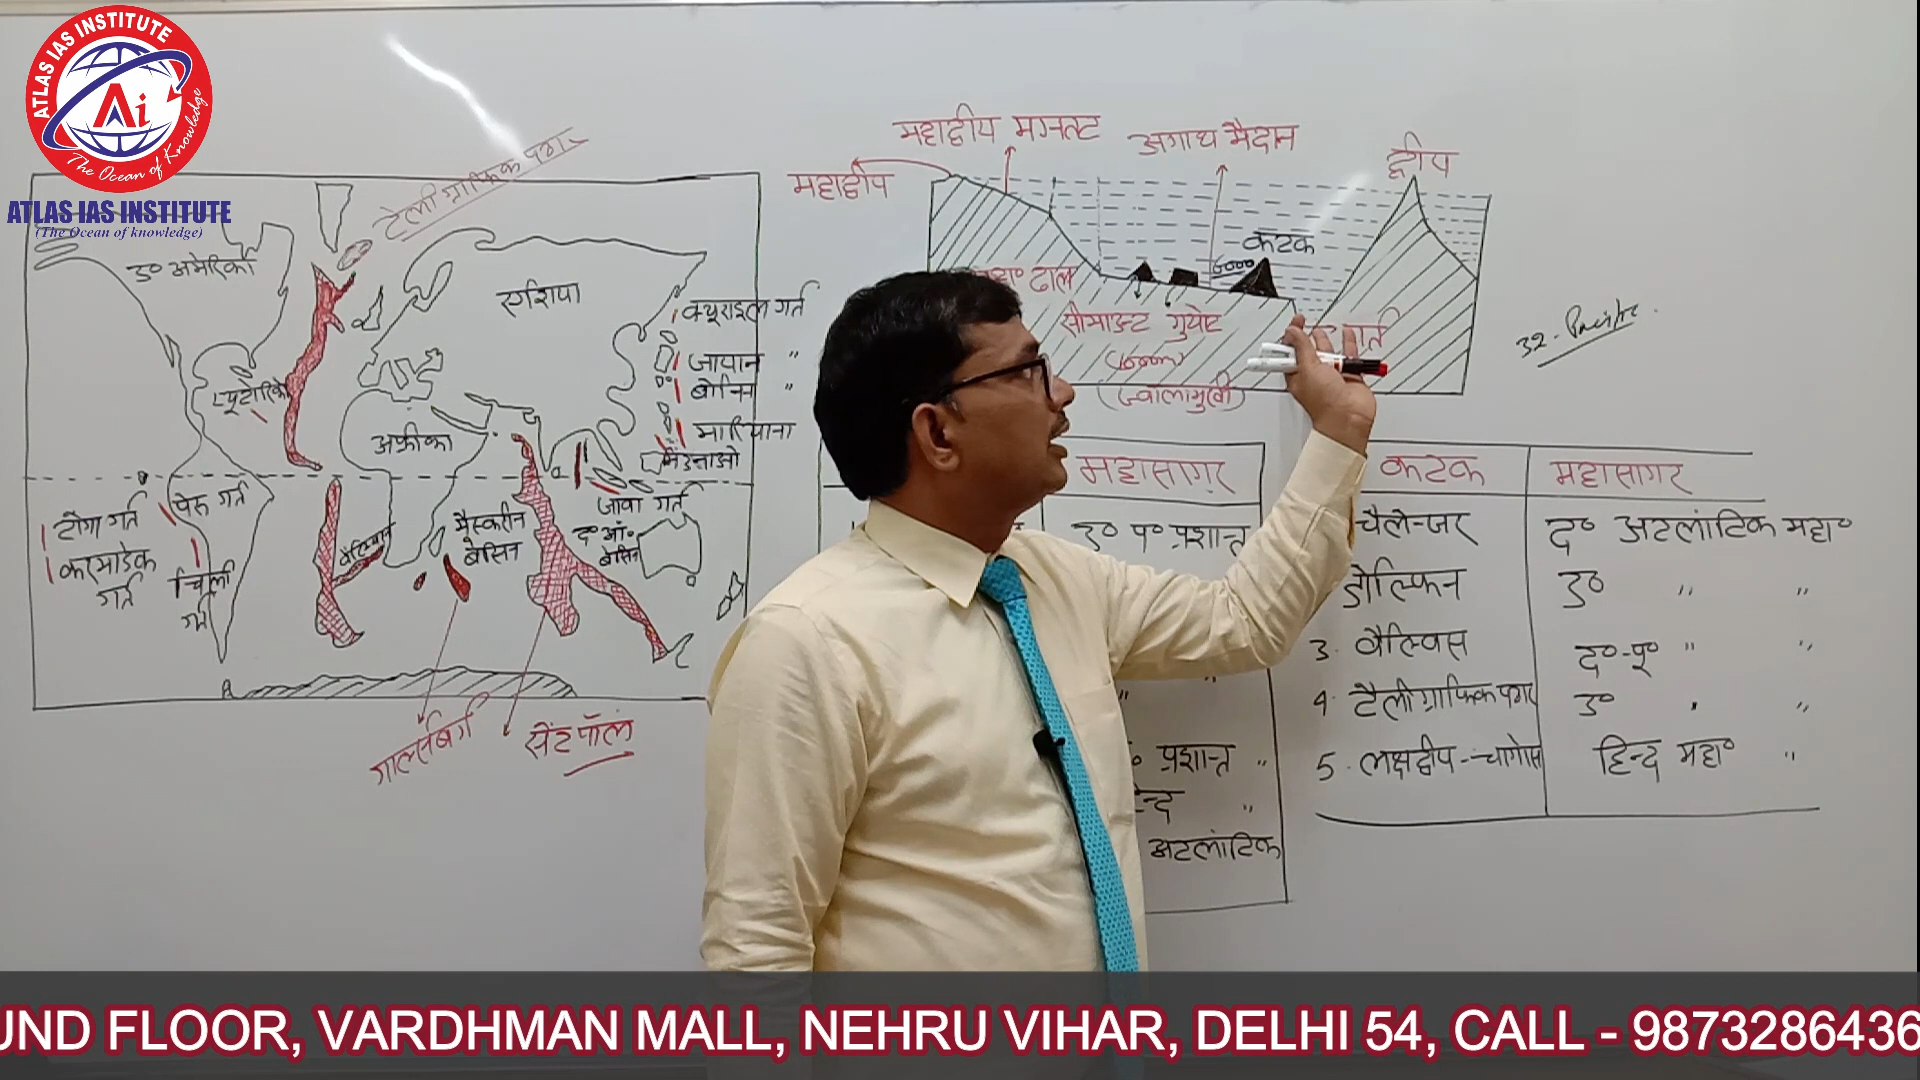 ATLAS IAS INSTITUTE
Ai
The Ocean of Knowledge
ATLAS IAS INSTITUTE
(The Ocean of knowledge)
टेलीग्राफिक पठार
उ० अमेरिका
एशिया
अफ्रीका
क्यूराइल गर्त
जापान "
बोनिन "
मारियाना
मिंडनाओ
जावा गर्त
प्यूटोरिको
टोंगा गर्त
करमाडेक
गर्त
पेरु गर्त
चिली
गर्त
मैस्करीन
बेसिन
द० ऑ०
बेसिन
गार्ल्सबर्ग
सेंट पॉल
महाद्वीप
महाद्वीप मग्नतट
अगाध मैदान
द्वीप
कटक
ढाल
सीमाउन्ट गुयोट
(ज्वालामुखी)
गर्त
32-
महासागर
उ० प० प्रशान्त
प्रशान्त "
अटलांटिक
कटक महासागर
चैलेन्जर द० अटलांटिक महा०
डोल्फिन उ० " "
3. वैल्विस द०-पू० " "
4. टैलीग्राफिक पठार उ० " "
5. लक्षद्वीप-चागोस हिन्द महा० "
UND FLOOR, VARDHMAN MALL, NEHRU VIHAR, DELHI 54, CALL - 9873286436